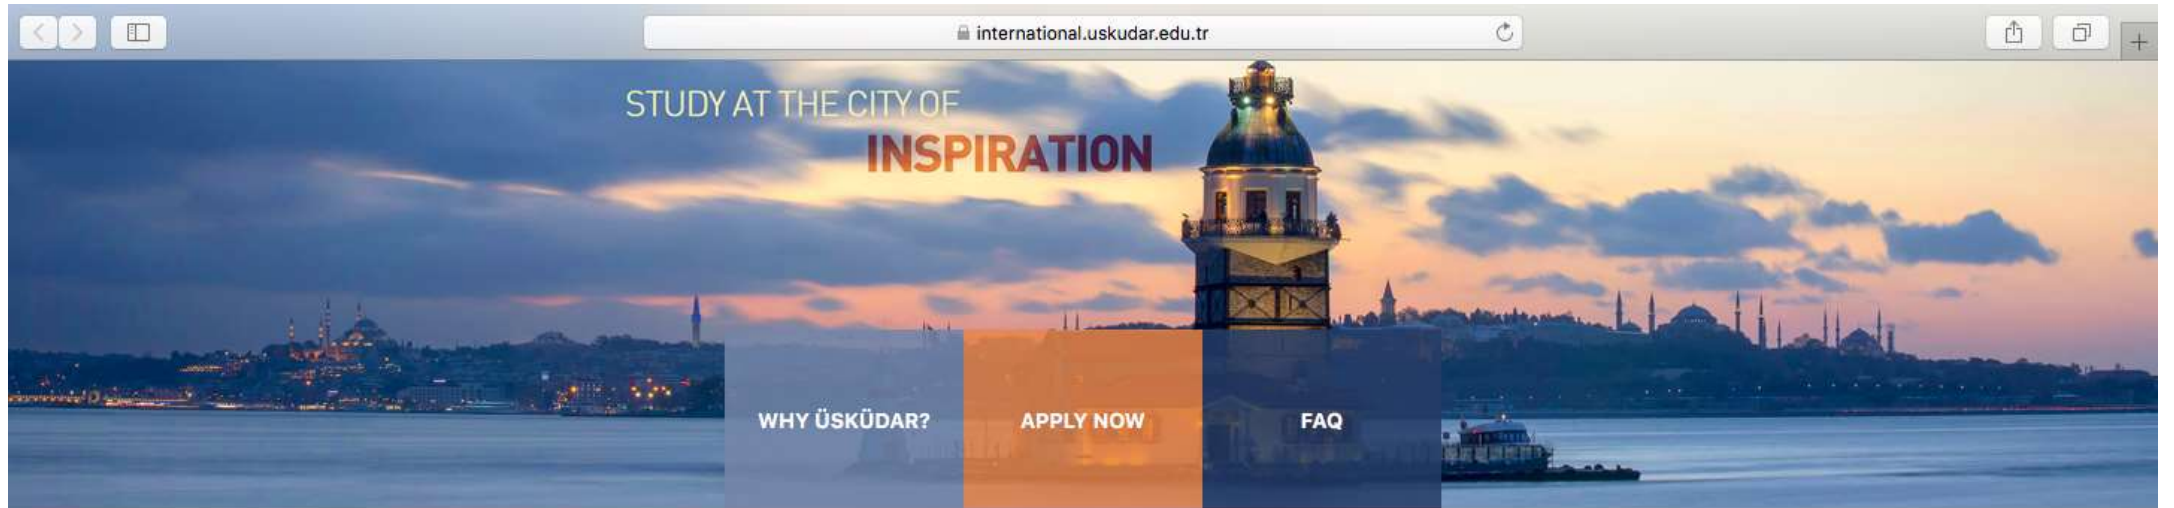 international.uskudar.edu.tr
STUDY AT THE CITY OF
INSPIRATION
WHY ÜSKÜDAR?
APPLY NOW
FAQ